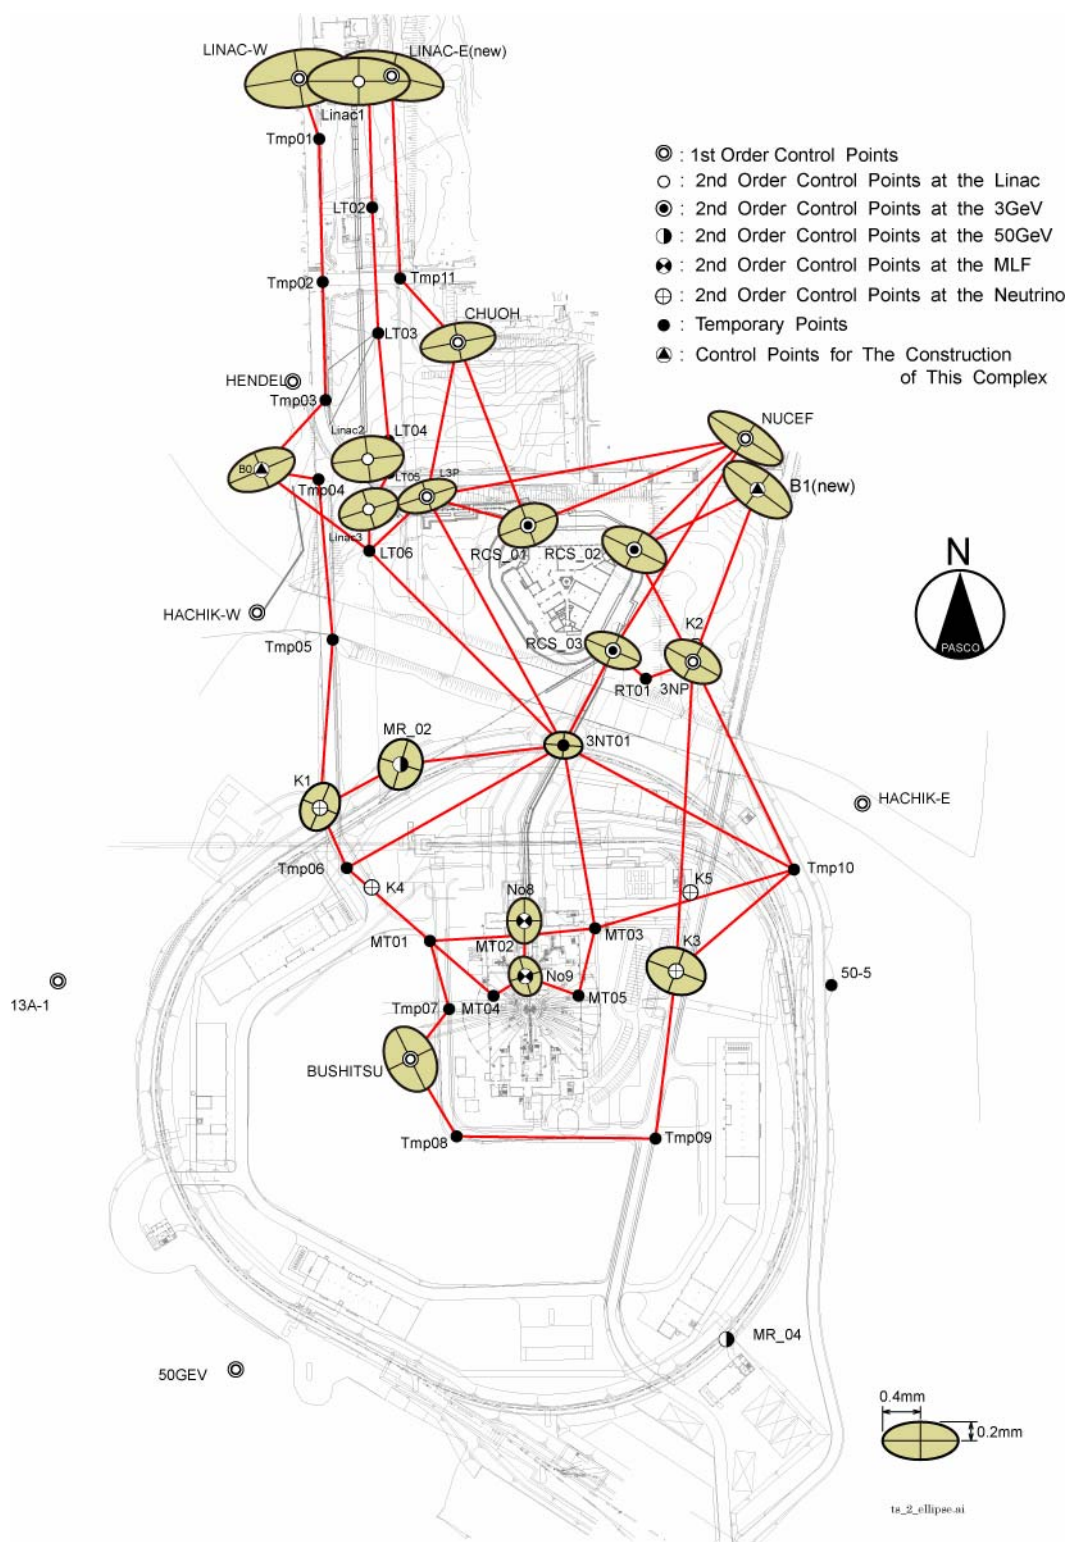 LINAC-W
LINAC-E(new)
Linac1
Tmp01
: 1st Order Control Points
: 2nd Order Control Points at the Linac
: 2nd Order Control Points at the 3GeV
: 2nd Order Control Points at the 50GeV
: 2nd Order Control Points at the MLF
: 2nd Order Control Points at the Neutrino
: Temporary Points
: Control Points for The Construction
of This Complex
LT02
Tmp02
Tmp11
CHUOH
LT03
HENDEL
Tmp03
NUCEF
Linac2
LT04
B0
LT05
L3P
Tmp04
B1(new)
Linac3
LT06
RCS_01
RCS_02
N
PASCO
HACHIK-W
K2
Tmp05
RCS_03
RT01
3NP
MR_02
3NT01
K1
HACHIK-E
Tmp06
K4
No8
K5
Tmp10
MT01
MT02
MT03
K3
No9
13A-1
50-5
Tmp07
MT04
MT05
BUSHITSU
Tmp08
Tmp09
MR_04
50GEV
0.4mm
0.2mm
ts_2_ellipse.ai